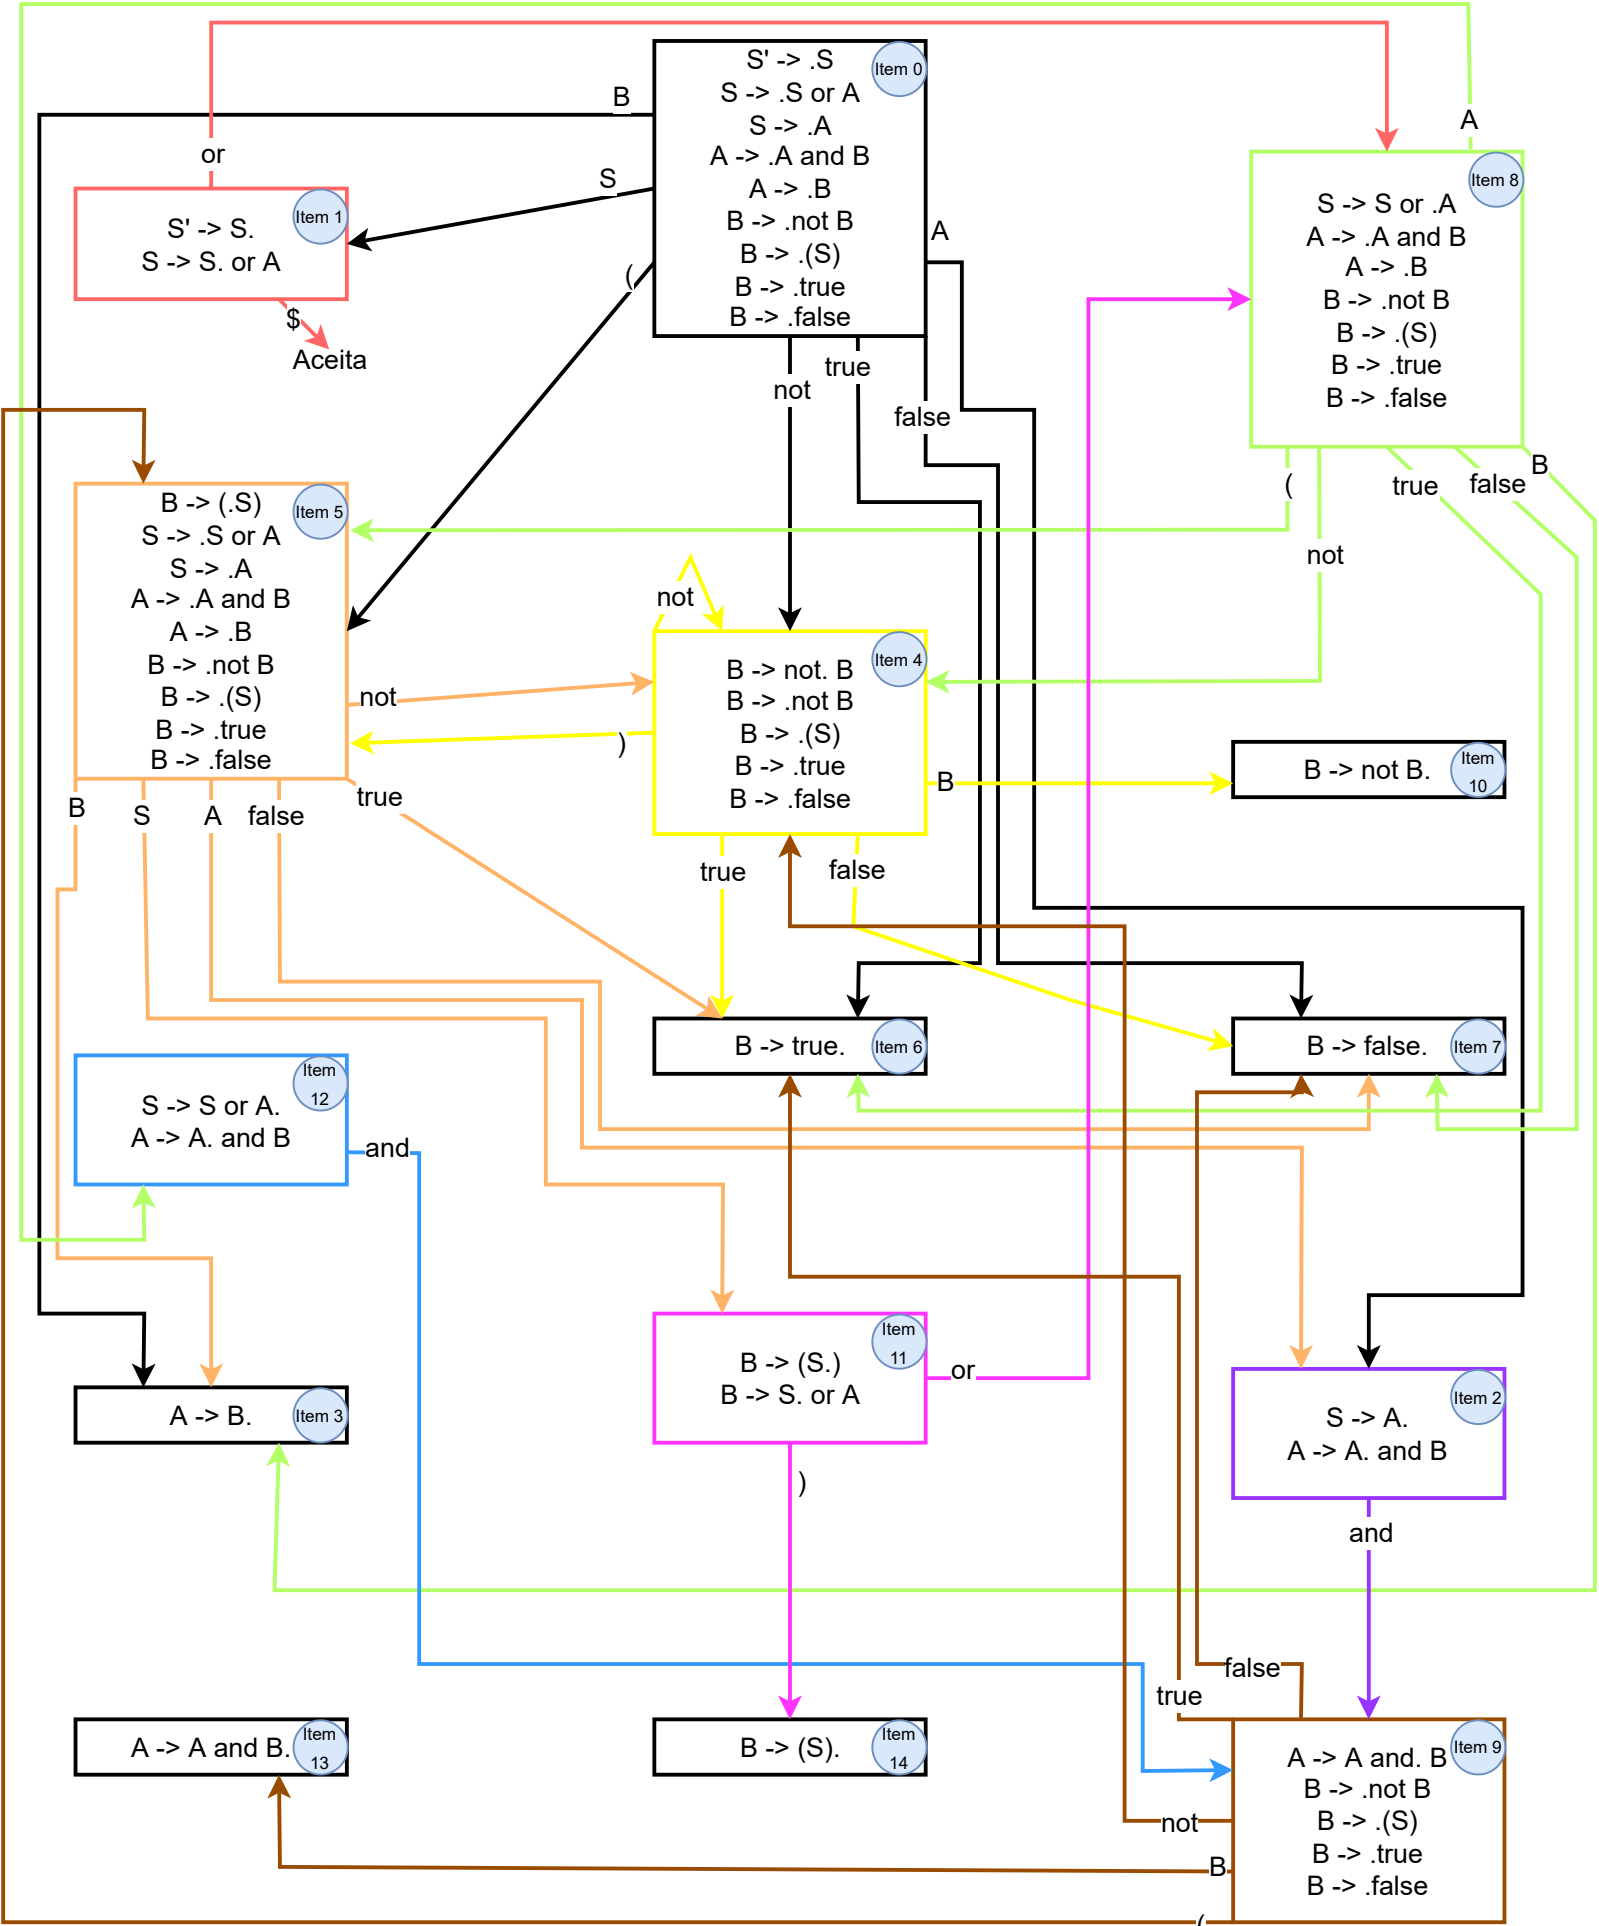 S' -> .S
S -> .S or A
S -> .A
A -> .A and B
A -> .B
B -> .not B
B -> .(S)
B -> .true
B -> .false
Item 0
B
S
(
not
true
false
A
or
S' -> S.
S -> S. or A
Item 1
$
Aceita
A
S -> S or .A
A -> .A and B
A -> .B
B -> .not B
B -> .(S)
B -> .true
B -> .false
Item 8
(
not
true
false
B
B -> (.S)
S -> .S or A
S -> .A
A -> .A and B
A -> .B
B -> .not B
B -> .(S)
B -> .true
B -> .false
Item 5
not
B
S
A
false
true
not
B -> not. B
B -> .not B
B -> .(S)
B -> .true
B -> .false
Item 4
)
B
true
false
B -> not B.
Item
10
B -> true.
Item 6
B -> false.
Item 7
S -> S or A.
A -> A. and B
Item
12
and
B -> (S.)
B -> S. or A
Item
11
or
)
S -> A.
A -> A. and B
Item 2
and
A -> B.
Item 3
A -> A and B.
Item
13
B -> (S).
Item
14
A -> A and. B
B -> .not B
B -> .(S)
B -> .true
B -> .false
Item 9
false
true
not
B
(